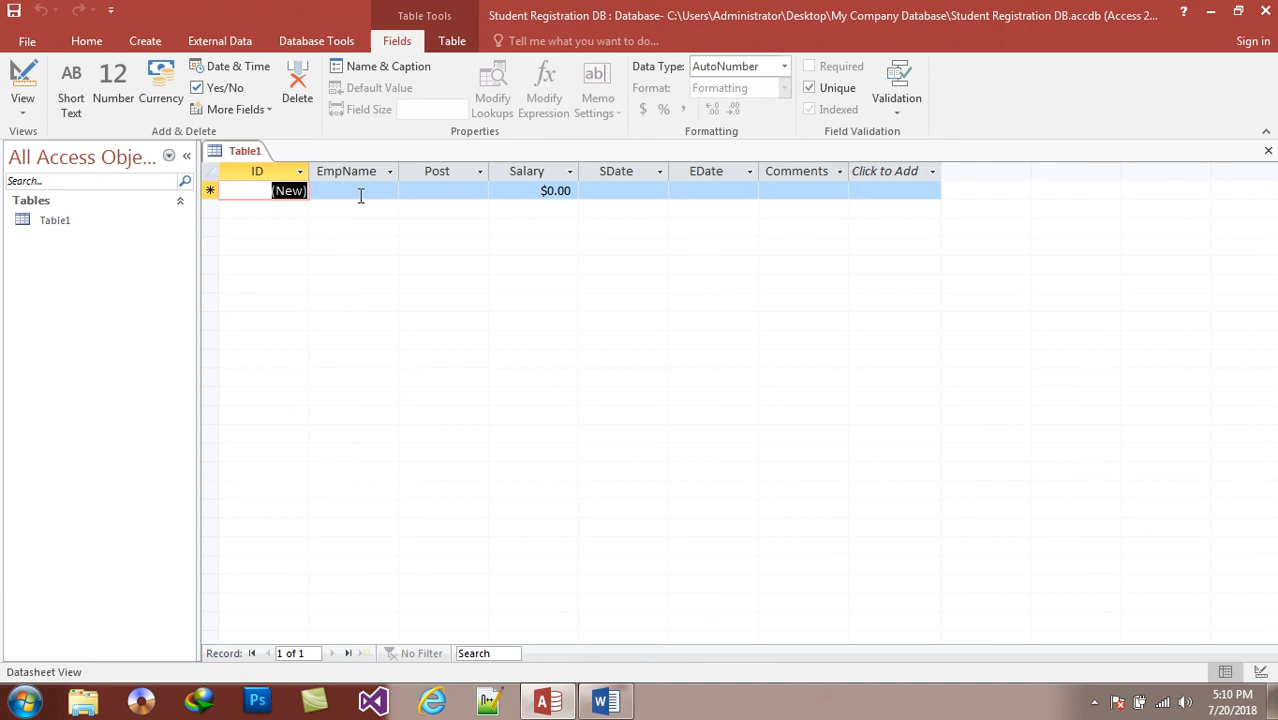 Table Tools
Student Registration DB : Database- C:\Users\Administrator\Desktop\My Company Database\Student Registration DB.accdb (Access 2...
?
File Home Create External Data Database Tools Fields Table Tell me what you want to do... Sign in
View
Views
AB
Short
Text
12
Number
Currency
Date & Time
Yes/No
More Fields
Delete
Add & Delete
Name & Caption
Default Value
Field Size
Modify
Lookups
fx
Modify
Expression
ab|
Memo
Settings
Properties
Data Type: AutoNumber
Format: Formatting
$ % ,
Formatting
Required
Unique
Indexed
Validation
Field Validation
All Access Obje...
Search...
Tables
Table1
Table1
ID EmpName Post Salary SDate EDate Comments Click to Add
(New) $0.00
Record: 1 of 1 No Filter Search
Datasheet View
Ps
5:10 PM
7/20/2018